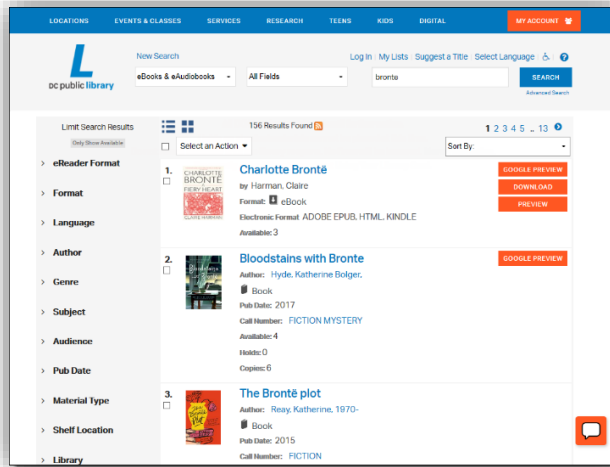 LOCATIONS EVENTS & CLASSES SERVICES RESEARCH TEENS KIDS DIGITAL MY ACCOUNT
New Search Log In My Lists Suggest a Title Select Language
L
DC public library
eBooks & eAudiobooks All Fields bronte SEARCH
Advanced Search
Limit Search Results 156 Results Found 1 2 3 4 5 .. 13
Only Show Available Select an Action Sort By:
> eReader Format
> Format
> Language
> Author
> Genre
> Subject
> Audience
> Pub Date
> Material Type
> Shelf Location
> Library
1. Charlotte Brontë
CHARLOTTE
BRONTË
FIERY HEART
by Harman, Claire
Format: eBook
Electronic Format ADOBE EPUB, HTML, KINDLE
Available: 3
GOOGLE PREVIEW
DOWNLOAD
PREVIEW
2. Bloodstains with Bronte
Author: Hyde, Katherine Bolger.
Book
Pub Date: 2017
Call Number: FICTION MYSTERY
Available: 4
Holds: 0
Copies: 6
GOOGLE PREVIEW
3. The Brontë plot
Author: Reay, Katherine, 1970-
Book
Pub Date: 2015
Call Number: FICTION